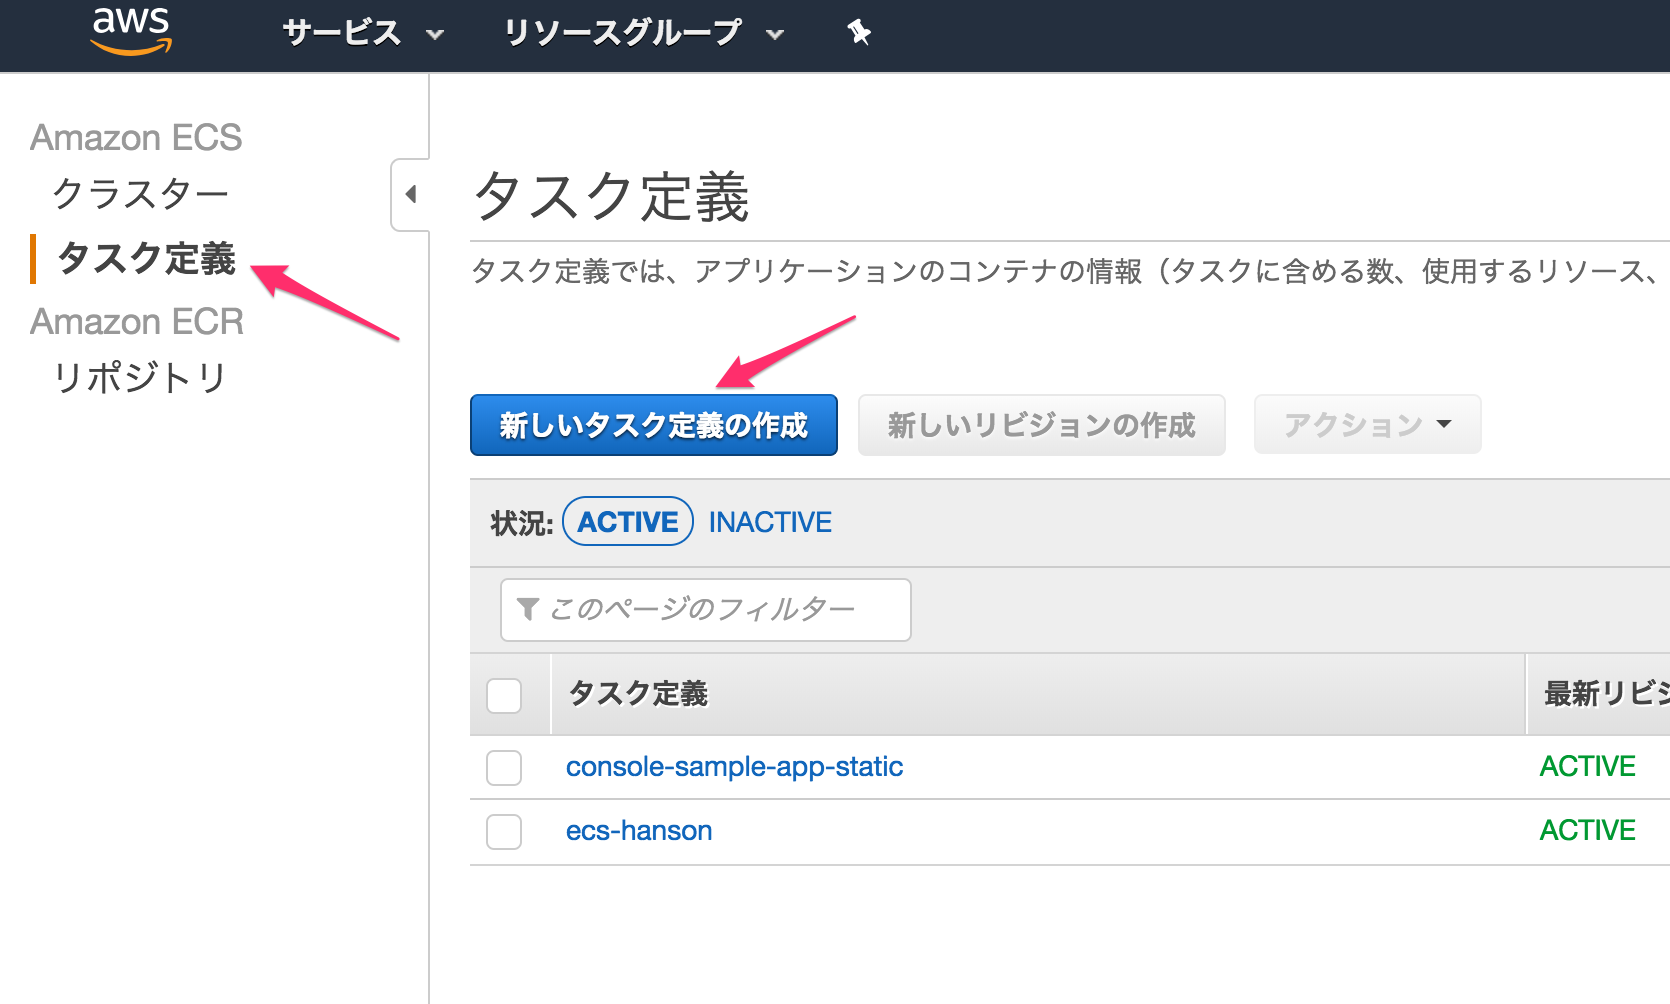 aws サービス リソースグループ
Amazon ECS
クラスター
タスク定義
Amazon ECR
リポジトリ
タスク定義
タスク定義では、アプリケーションのコンテナの情報（タスクに含める数、使用するリソース、
新しいタスク定義の作成 新しいリビジョンの作成 アクション
状況: ACTIVE INACTIVE
このページのフィルター
タスク定義 最新リビジ
console-sample-app-static ACTIVE
ecs-hanson ACTIVE